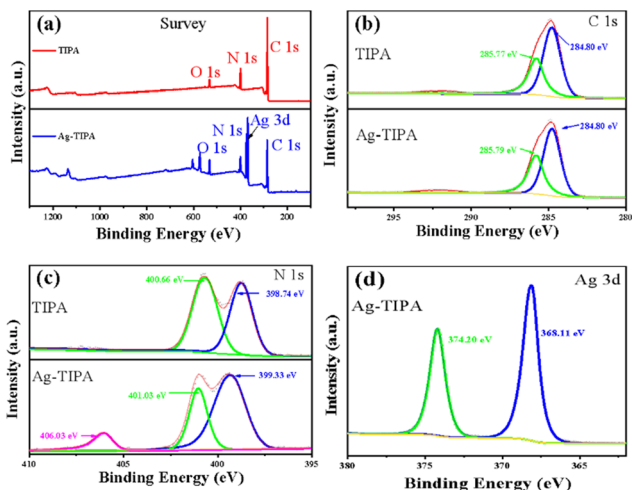 (a)
Survey
TIPA
O 1s
N 1s
C 1s
Ag-TIPA
O 1s
N 1s
Ag 3d
C 1s
1200 1000 800 600 400 200
Binding Energy (eV)
Intensity (a.u.)
(b)
C 1s
TIPA
285.77 eV
284.80 eV
Ag-TIPA
285.79 eV
284.80 eV
295 290 285 280
Binding Energy (eV)
Intensity (a.u.)
(c)
N 1s
TIPA
400.66 eV
398.74 eV
Ag-TIPA
406.03 eV
401.03 eV
399.33 eV
410 405 400 395
Binding Energy (eV)
Intensity (a.u.)
(d)
Ag 3d
Ag-TIPA
374.20 eV
368.11 eV
380 375 370 365
Binding Energy (eV)
Intensity (a.u.)